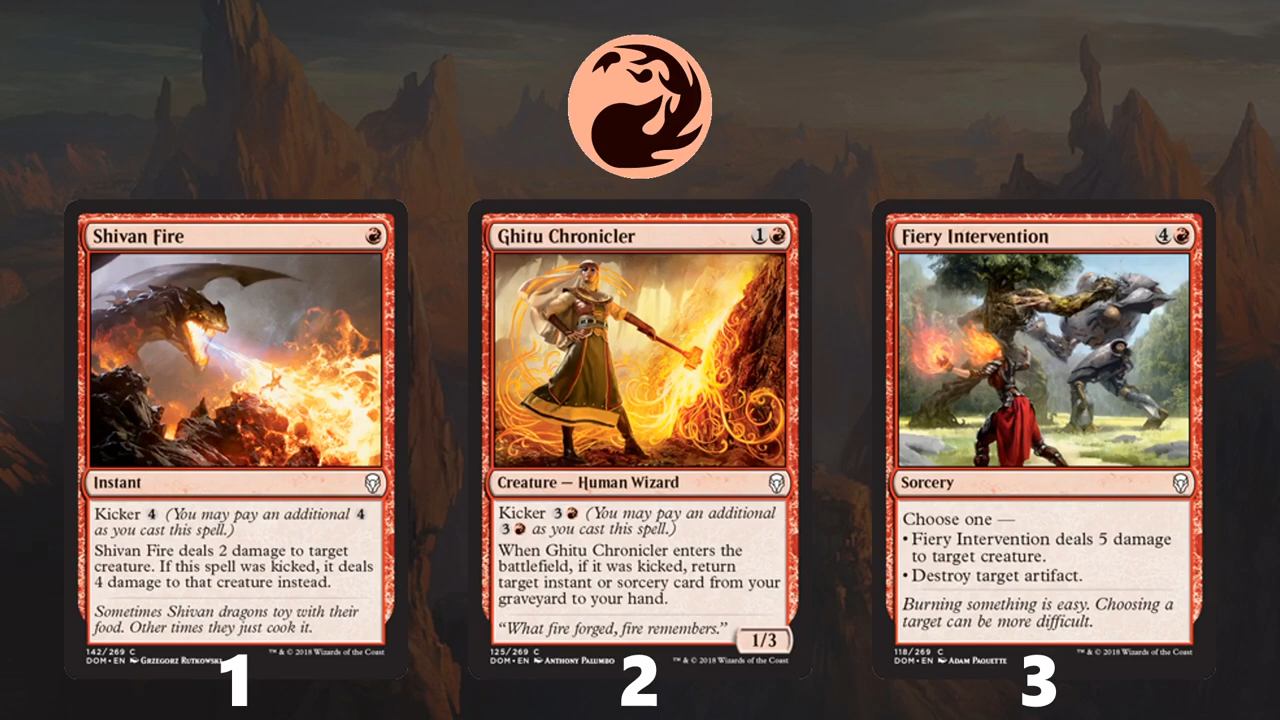 Shivan Fire
Instant
Kicker 4 (You may pay an additional 4
as you cast this spell.)
Shivan Fire deals 2 damage to target
creature. If this spell was kicked, it deals
4 damage to that creature instead.
Sometimes Shivan dragons toy with their
food. Other times they just cook it.
142/269 C
DOM • EN Grzegorz Rutkowski
™ & © 2018 Wizards of the Coast
1
Ghitu Chronicler 1
Creature — Human Wizard
Kicker 3 (You may pay an additional
3 as you cast this spell.)
When Ghitu Chronicler enters the
battlefield, if it was kicked, return
target instant or sorcery card from your
graveyard to your hand.
“What fire forged, fire remembers.”
1/3
125/269 C
DOM • EN Anthony Palumbo
™ & © 2018 Wizards of the Coast
2
Fiery Intervention 4
Sorcery
Choose one —
• Fiery Intervention deals 5 damage
to target creature.
• Destroy target artifact.
Burning something is easy. Choosing a
target can be more difficult.
118/269 C
DOM • EN Adam Paquette
™ & © 2018 Wizards of the Coast
3